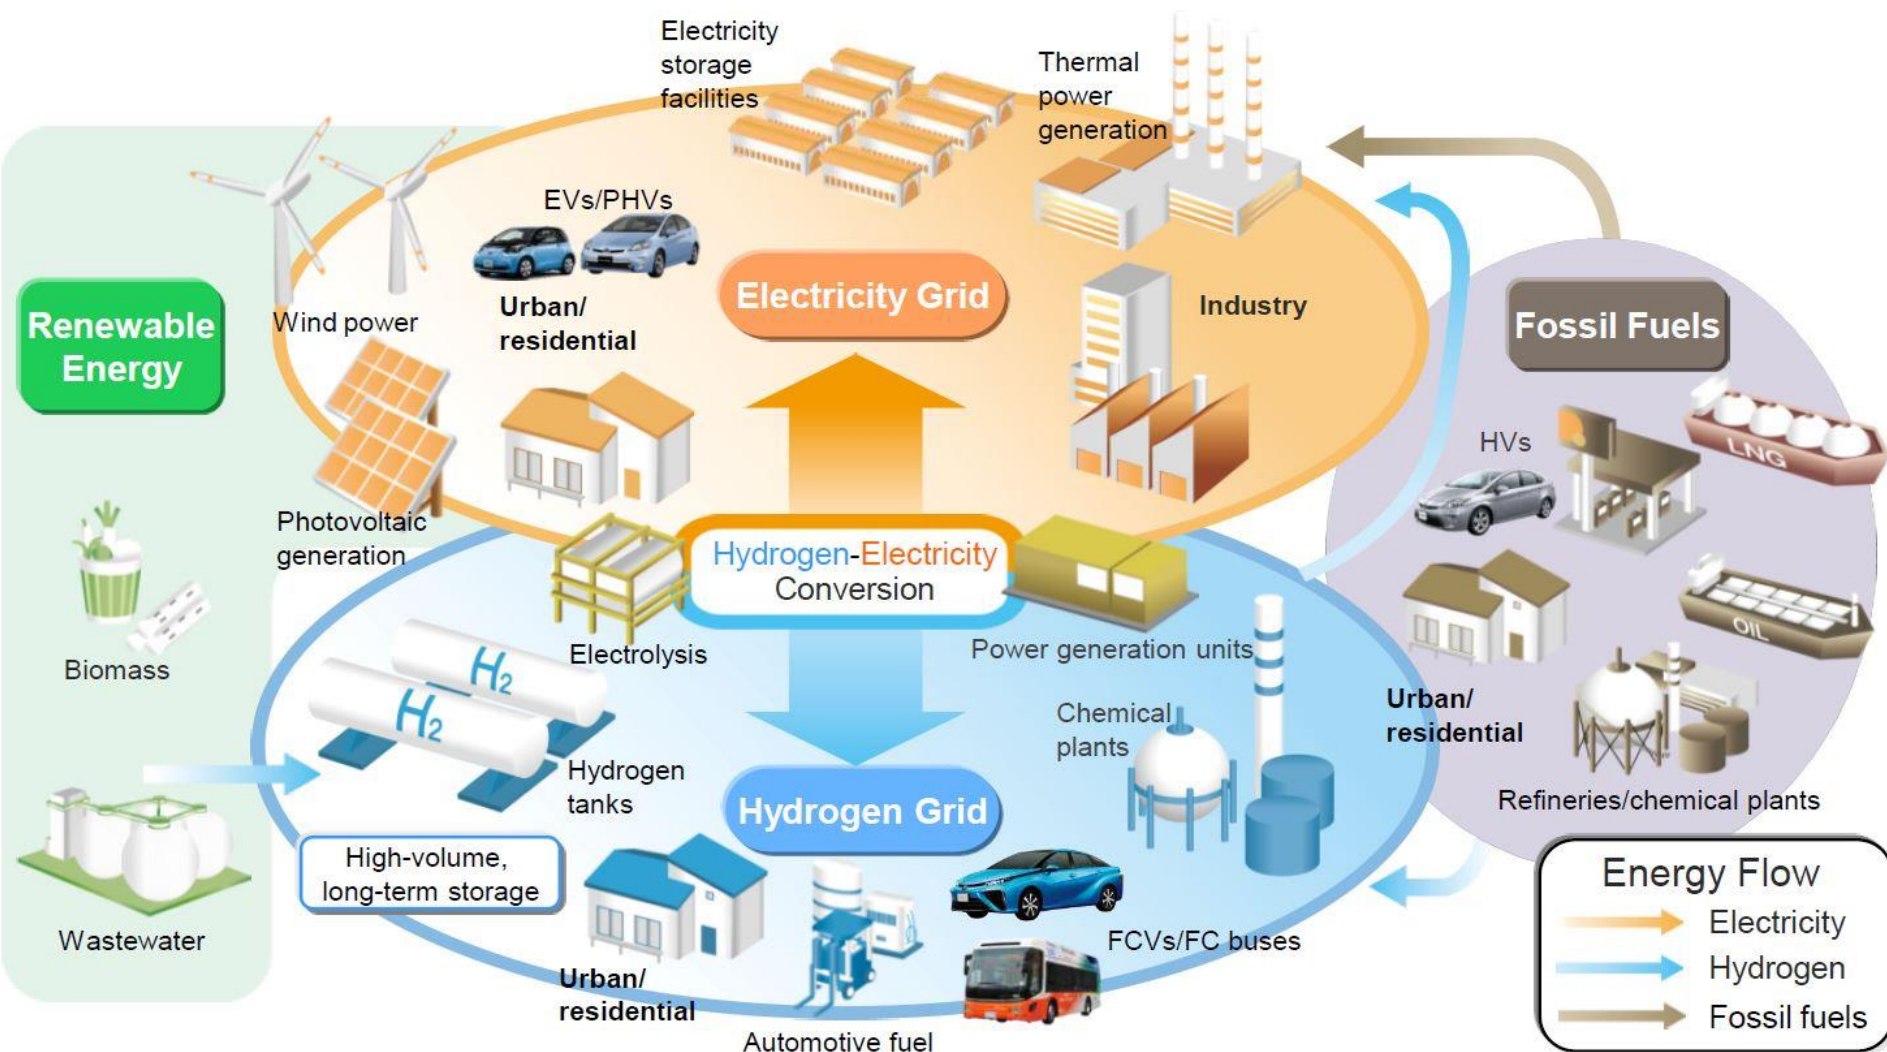 Electricity
storage
facilities
Thermal
power
generation
EVs/PHVs
Electricity Grid
Urban/
residential
Industry
Wind power
Renewable
Energy
Fossil Fuels
HVs
LNG
Photovoltaic
generation
Hydrogen-Electricity
Conversion
Biomass
Electrolysis
Power generation units
OIL
H2
H2
Urban/
residential
Chemical
plants
Hydrogen
tanks
Hydrogen Grid
Refineries/chemical plants
High-volume,
long-term storage
Wastewater
FCVs/FC buses
Urban/
residential
Automotive fuel
Energy Flow
Electricity
Hydrogen
Fossil fuels